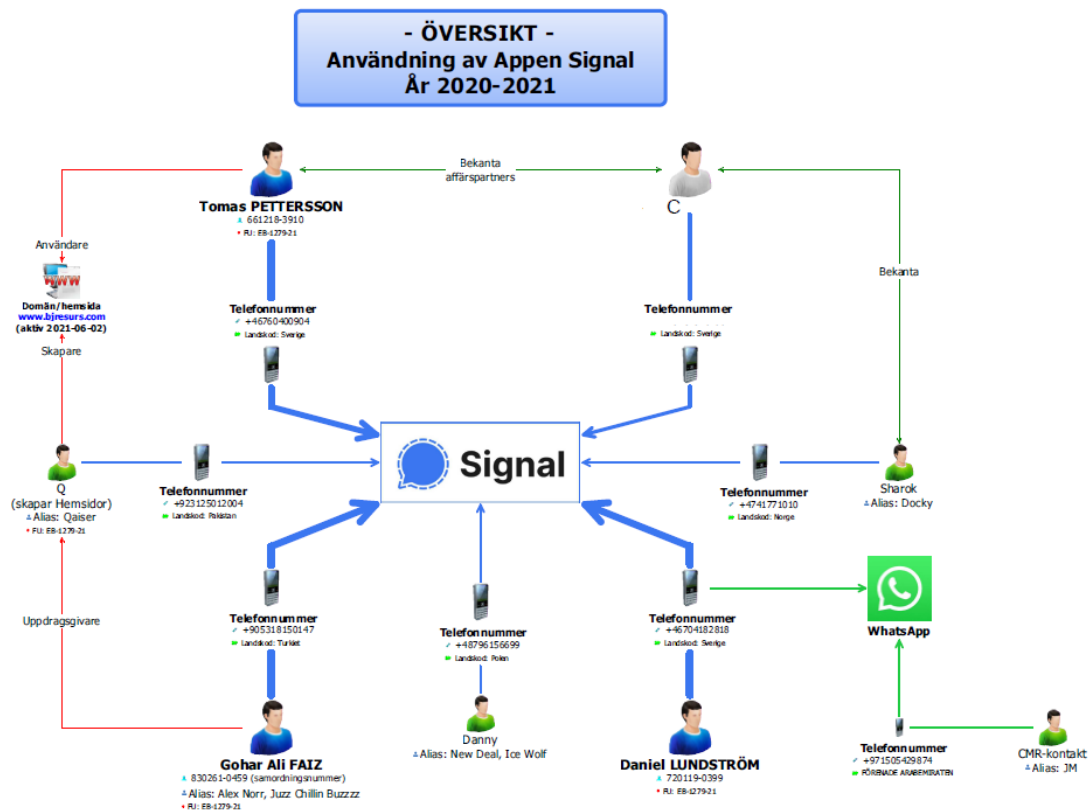 - ÖVERSIKT -
Användning av Appen Signal
År 2020-2021
Bekanta
affärspartners
Tomas PETTERSSON
661218-3910
FU: EB-1279-21
C
Användare
Bekanta
Domän/hemsida
www.bjresurs.com
(aktiv 2021-06-02)
Skapare
Telefonnummer
+46760400904
Landskod: Sverige
Telefonnummer
Landskod: Sverige
Signal
Q
(skapar Hemsidor)
Alias: Qaiser
FU: EB-1279-21
Telefonnummer
+923125012004
Landskod: Pakistan
Telefonnummer
+4741771010
Landskod: Norge
Sharok
Alias: Docky
Uppdragsgivare
Telefonnummer
+905318150147
Landskod: Turkiet
Telefonnummer
+48796156699
Landskod: Polen
Telefonnummer
+46704182818
Landskod: Sverige
WhatsApp
Gohar Ali FAIZ
830261-0459 (samordningsnummer)
Alias: Alex Norr, Juzz Chillin Buzzzz
FU: EB-1279-21
Danny
Alias: New Deal, Ice Wolf
Daniel LUNDSTRÖM
720119-0399
FU: EB-1279-21
Telefonnummer
+971505429874
FÖRENADE ARABEMIRATEN
CMR-kontakt
Alias: JM